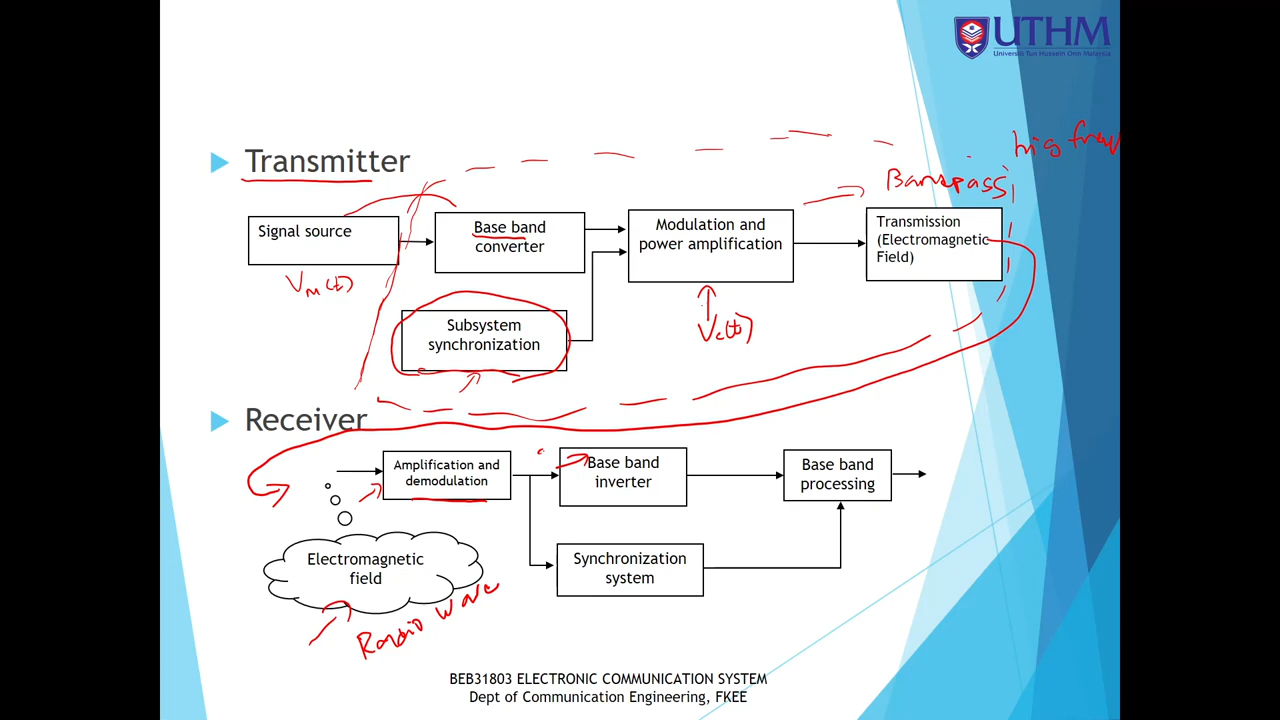 UTHM
Universiti Tun Hussein Onn Malaysia
Transmitter
Bandpass
Signal source
Base band
converter
Modulation and
power amplification
Transmission
(Electromagnetic
Field)
Vm(t)
Subsystem
synchronization
Vc(t)
Receiver
Amplification and
demodulation
Base band
inverter
Base band
processing
Electromagnetic
field
Synchronization
system
Radio wave
BEB31803 ELECTRONIC COMMUNICATION SYSTEM
Dept of Communication Engineering, FKEE